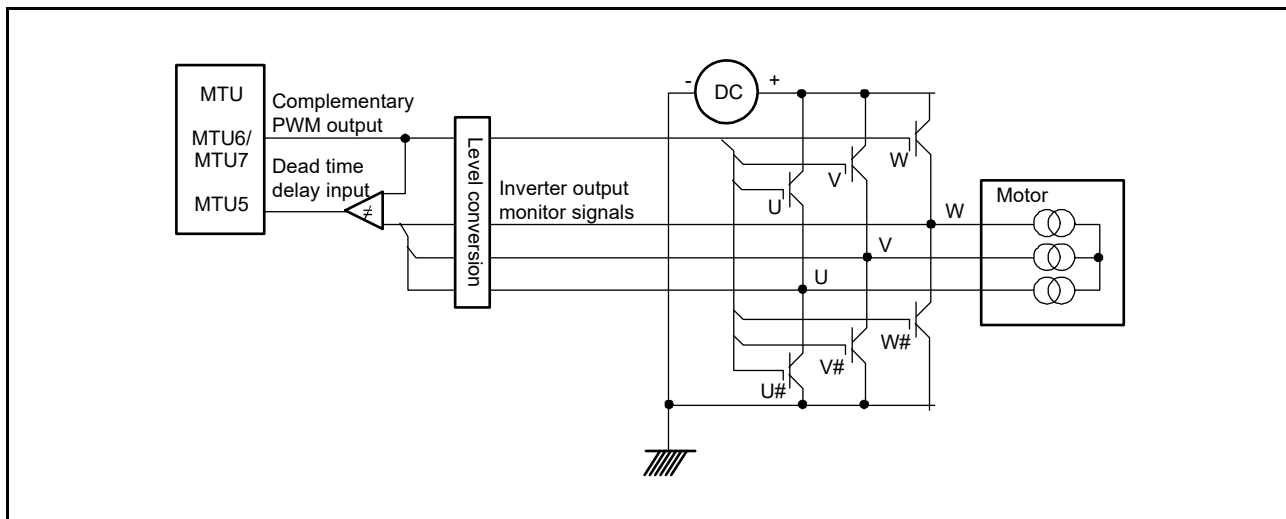 MTU
MTU6/
MTU7
MTU5
Complementary
PWM output
Dead time
delay input
≠
Level conversion
Inverter output
monitor signals
-
DC
+
W
V
U
W
V
U
W#
V#
U#
Motor